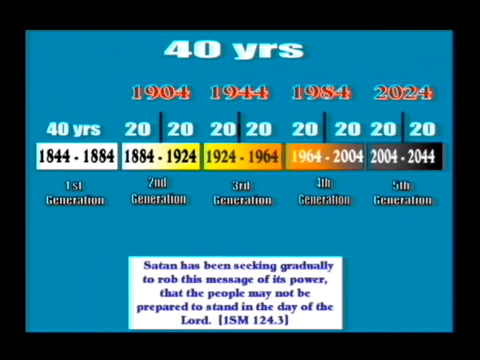 40 yrs
1904 1944 1984 2024
40 yrs 20 20 20 20 20 20 20 20
1844 - 1884 1884 - 1924 1924 - 1964 1964 - 2004 2004 - 2044
1st 2nd 3rd 4th 5th
Generation Generation Generation Generation Generation
Satan has been seeking gradually
to rob this message of its power,
that the people may not be
prepared to stand in the day of the
Lord. [1SM 124.3]